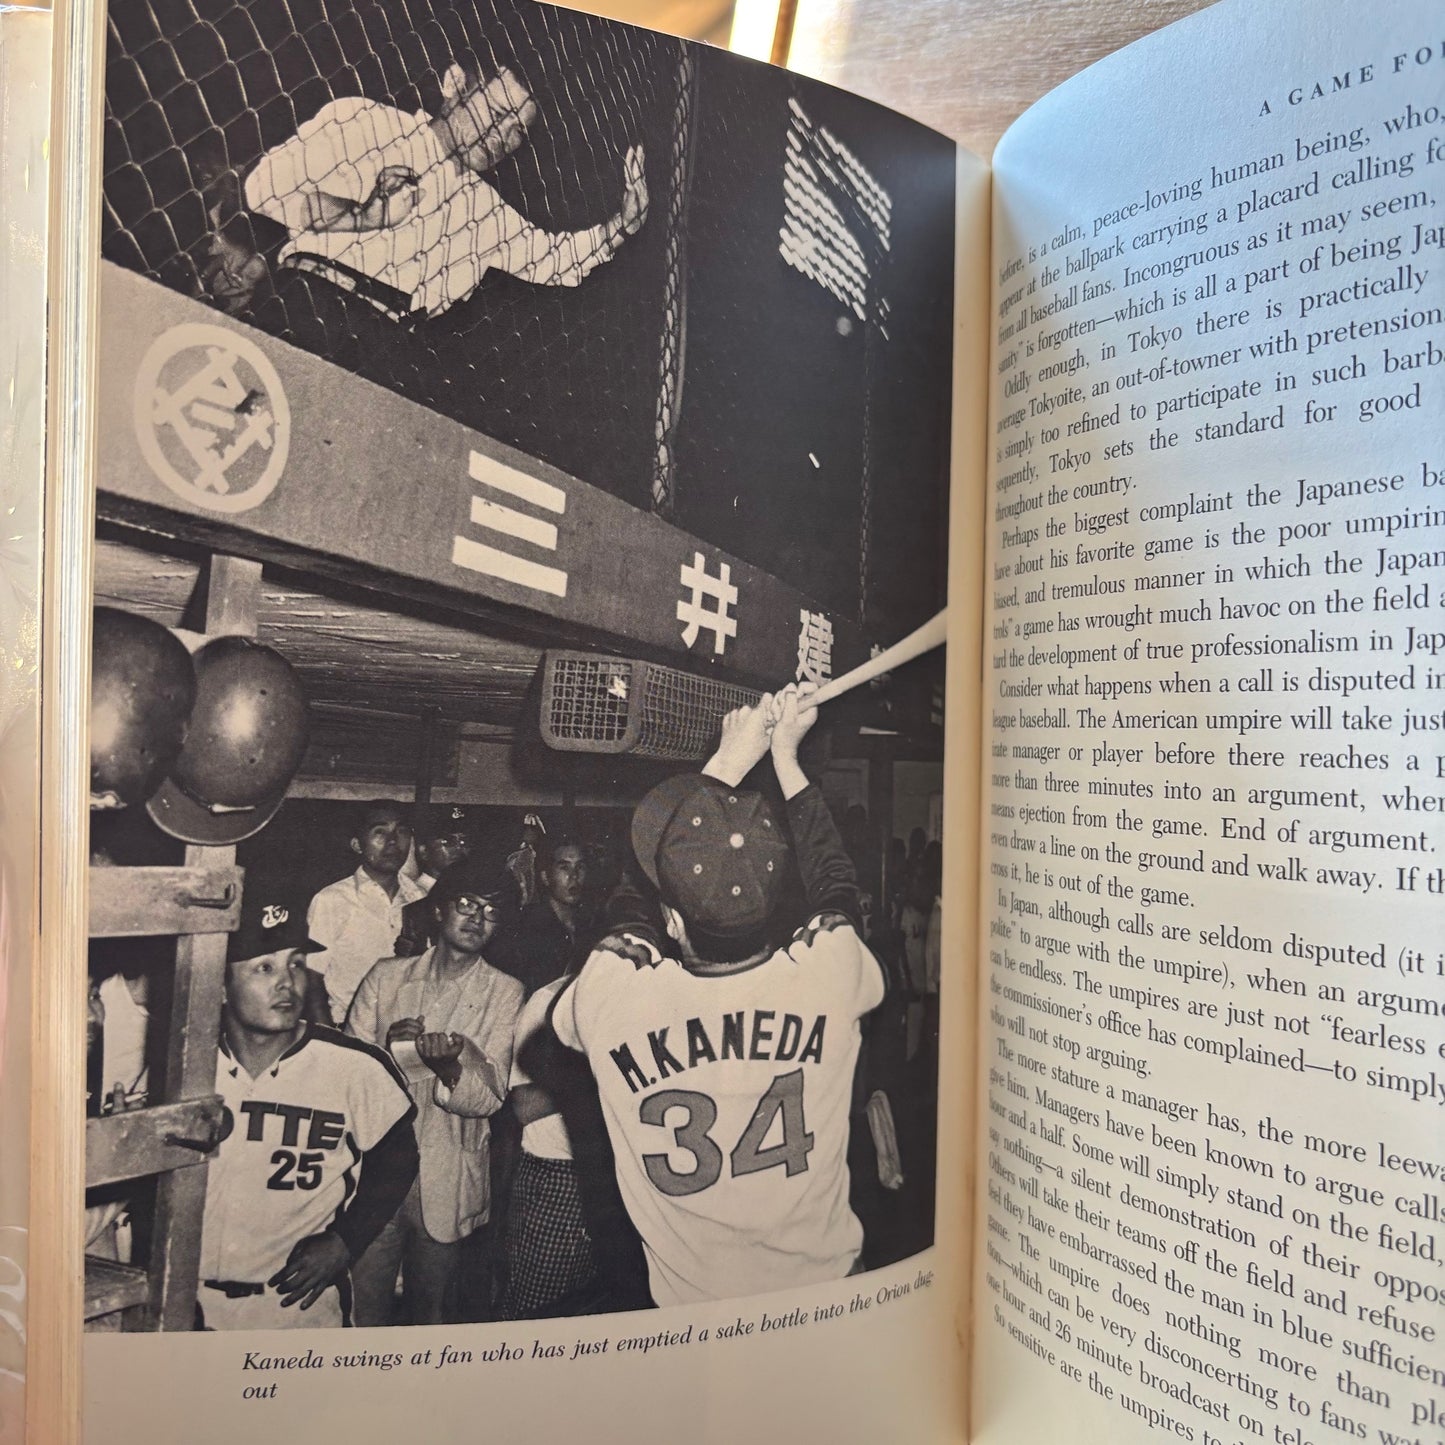 三井建
TTE
25
M.KANEDA
34
Kaneda swings at fan who has just emptied a sake bottle into the Orion dug-
out
A GAME FO
before, is a calm, peace-loving human being, who,
appear at the ballpark carrying a placard calling fo
from all baseball fans. Incongruous as it may seem,
is forgotten—which is all a part of being Jap
Oddly enough, in Tokyo there is practically
average Tokyoite, an out-of-towner with pretension
is simply too refined to participate in such barb
sequently, Tokyo sets the standard for good
throughout the country.
Perhaps the biggest complaint the Japanese ba
have about his favorite game is the poor umpirin
biased, and tremulous manner in which the Japan
trols" a game has wrought much havoc on the field a
tard the development of true professionalism in Jap
Consider what happens when a call is disputed in
league baseball. The American umpire will take just
irate manager or player before there reaches a p
more than three minutes into an argument, when
means ejection from the game. End of argument.
even draw a line on the ground and walk away. If th
cross it, he is out of the game.
In Japan, although calls are seldom disputed (it i
polite" to argue with the umpire), when an argume
can be endless. The umpires are just not "fearless e
the commissioner's office has complained—to simply
who will not stop arguing.
The more stature a manager has, the more leewa
give him. Managers have been known to argue calls
hour and a half. Some will simply stand on the field,
say nothing—a silent demonstration of their oppos
Others will take their teams off the field and refuse
feel they have embarrassed the man in blue sufficien
game. The umpire does nothing more than ple
tion,—which can be very disconcerting to fans wat
one hour and 26 minute broadcast on tele
So sensitive are the umpires to